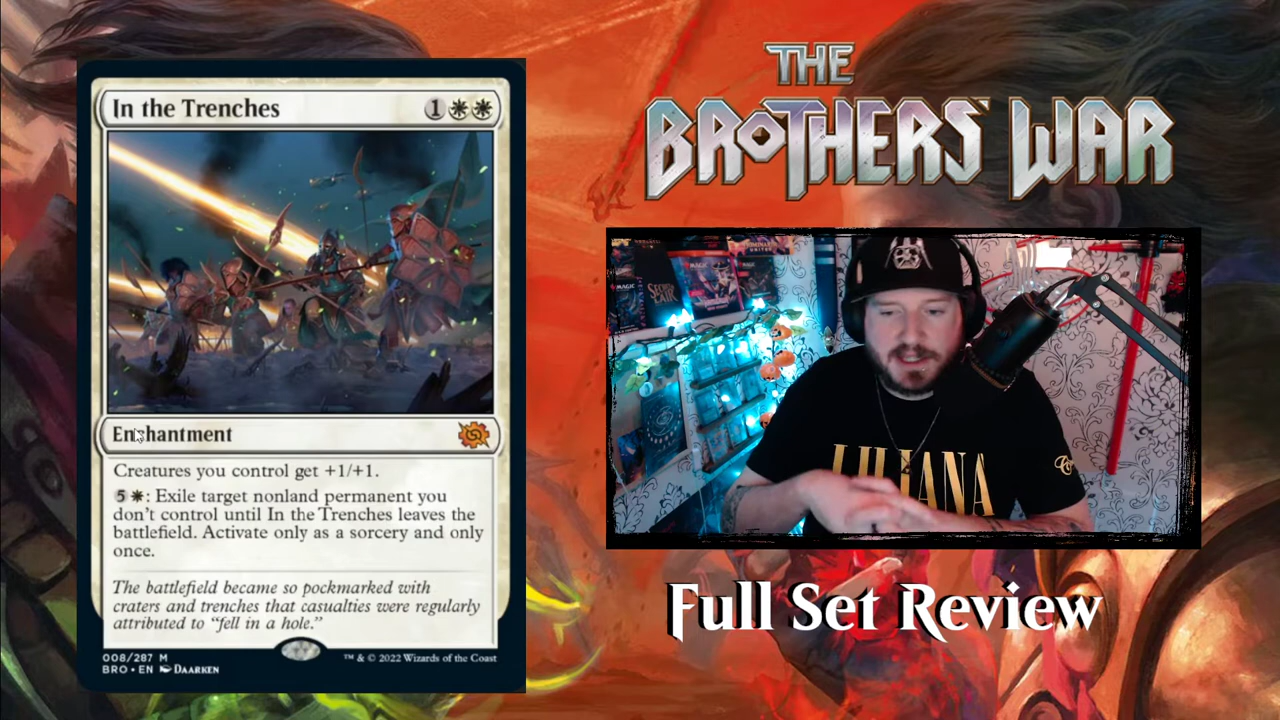 In the Trenches
1
Enchantment
Creatures you control get +1/+1.
5 : Exile target nonland permanent you
don't control until In the Trenches leaves the
battlefield. Activate only as a sorcery and only
once.
The battlefield became so pockmarked with
craters and trenches that casualties were regularly
attributed to “fell in a hole.”
008/287 M
BRO • EN DAARKEN
™ & © 2022 Wizards of the Coast
THE
BROTHERS' WAR
MAGIC
SECRET
LAIR
LILIANA
Full Set Review